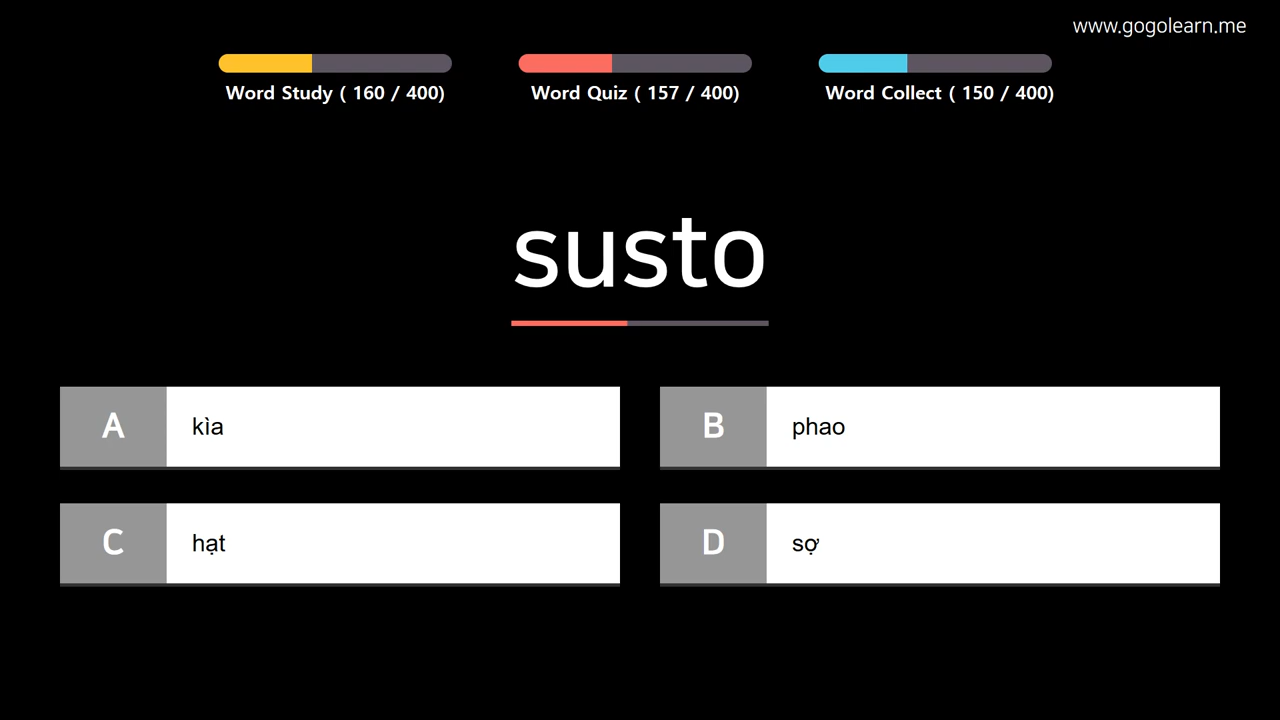 www.gogolearn.me
Word Study ( 160 / 400)
Word Quiz ( 157 / 400)
Word Collect ( 150 / 400)
susto
A kìa
B phao
C hạt
D sợ